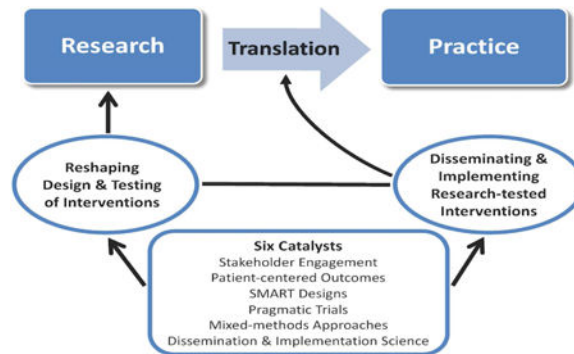 Research
Translation
Practice
Reshaping
Design & Testing
of Interventions
Disseminating &
Implementing
Research-tested
Interventions
Six Catalysts
Stakeholder Engagement
Patient-centered Outcomes
SMART Designs
Pragmatic Trials
Mixed-methods Approaches
Dissemination & Implementation Science